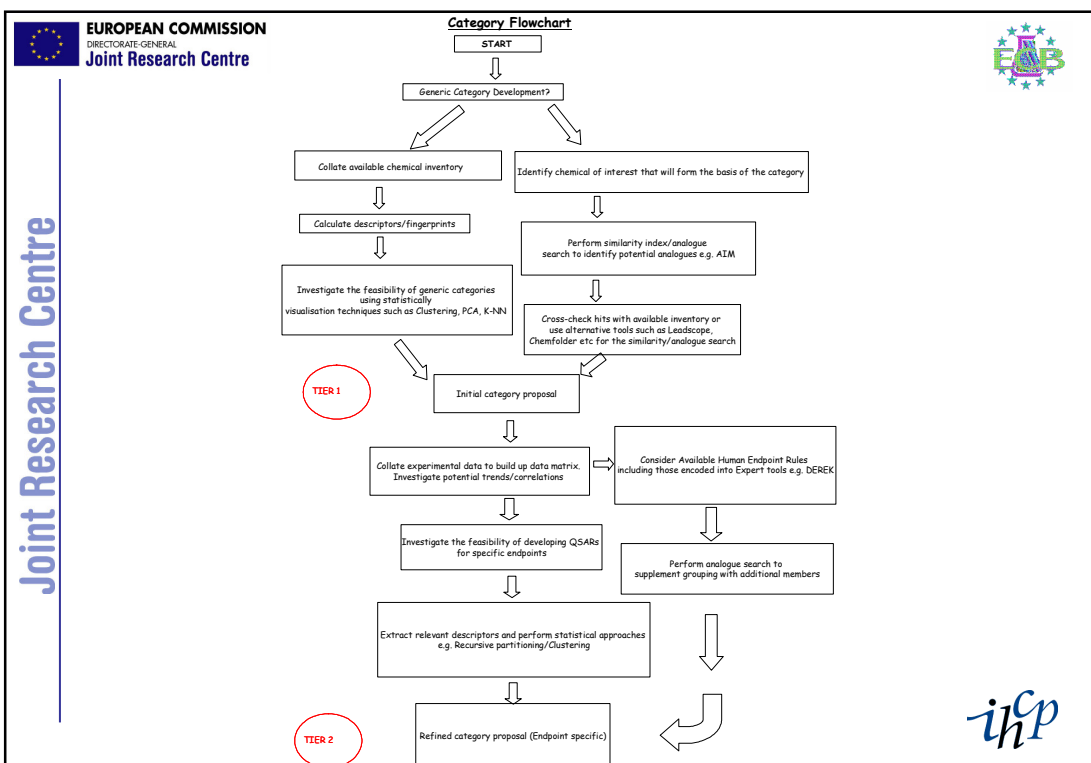 EUROPEAN COMMISSION
DIRECTORATE-GENERAL
Joint Research Centre
Joint Research Centre
Category Flowchart
START
Generic Category Development?
ECB
Collate available chemical inventory
Calculate descriptors/fingerprints
Investigate the feasibility of generic categories
using statistically
visualisation techniques such as Clustering, PCA, K-NN
Identify chemical of interest that will form the basis of the category
Perform similarity index/analogue
search to identify potential analogues e.g. AIM
Cross-check hits with available inventory or
use alternative tools such as Leadscope,
Chemfolder etc for the similarity/analogue search
TIER 1
Initial category proposal
Collate experimental data to build up data matrix.
Investigate potential trends/correlations
Consider Available Human Endpoint Rules
including those encoded into Expert tools e.g. DEREK
Investigate the feasibility of developing QSARs
for specific endpoints
Perform analogue search to
supplement grouping with additional members
Extract relevant descriptors and perform statistical approaches
e.g. Recursive partitioning/Clustering
TIER 2
Refined category proposal (Endpoint specific)
ihcp